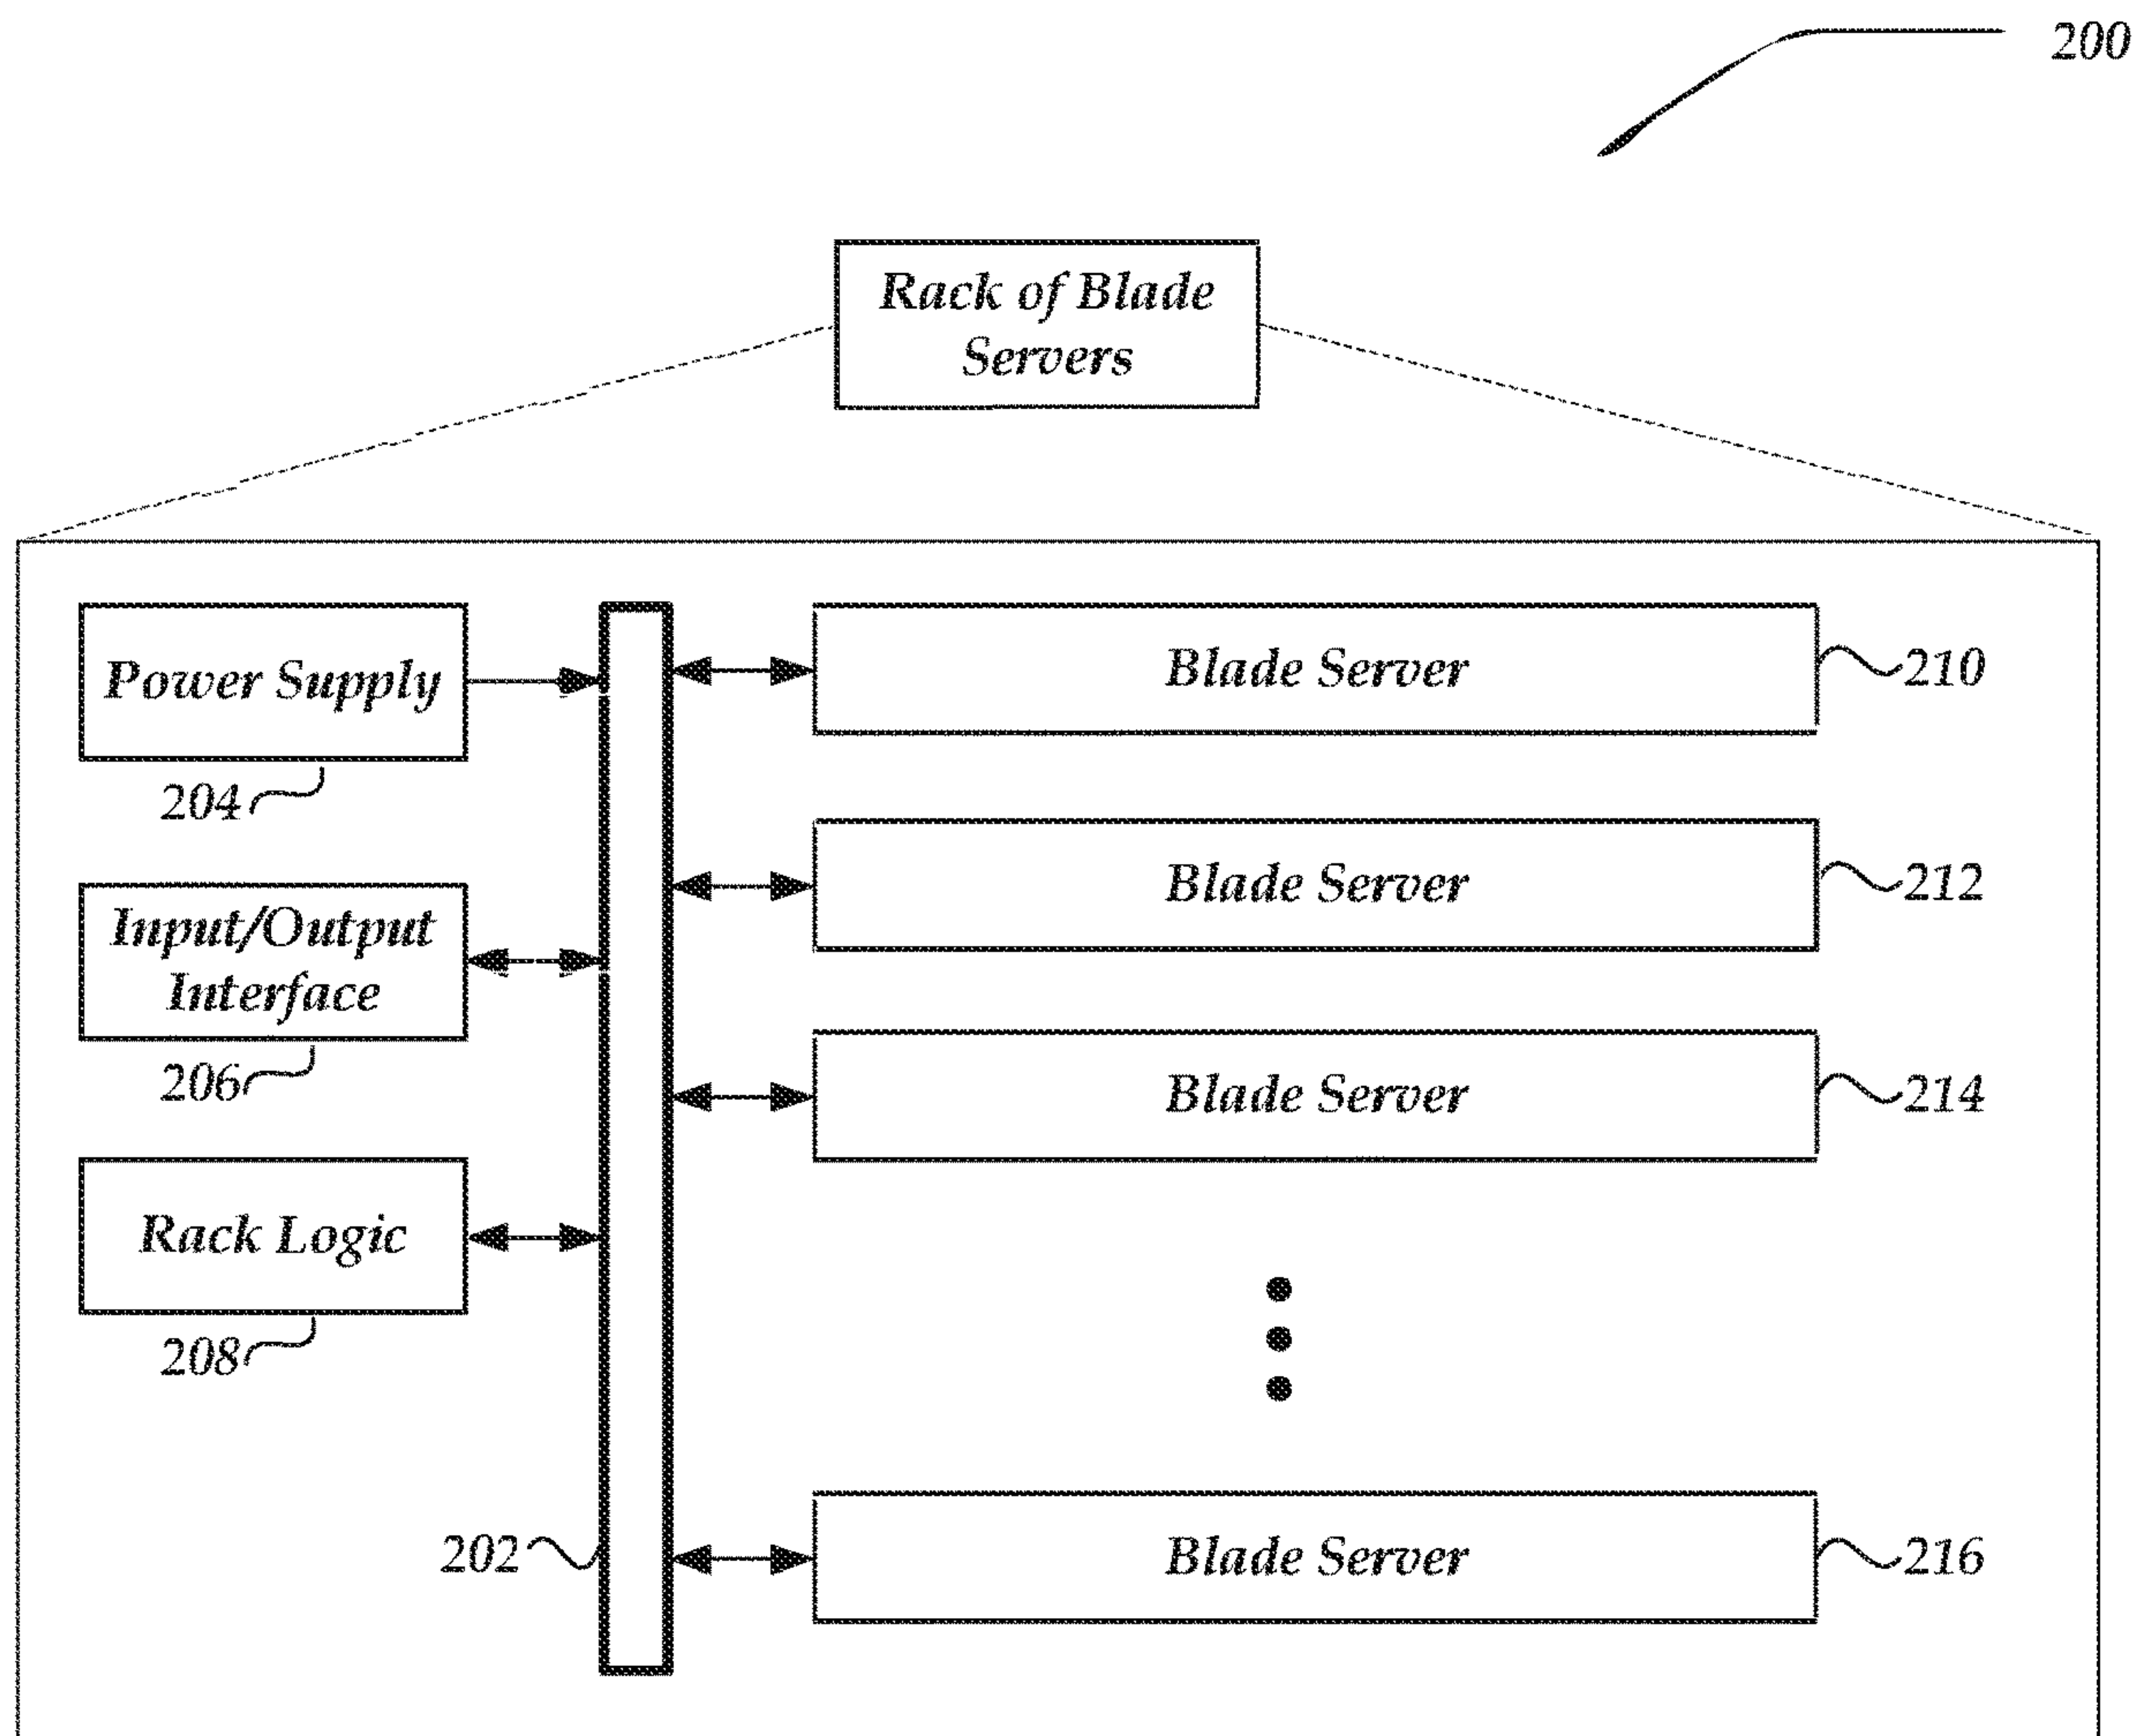 200
Rack of Blade
Servers
Power Supply
204
Input/Output
Interface
206
Rack Logic
208
202
Blade Server
210
Blade Server
212
Blade Server
214
Blade Server
216